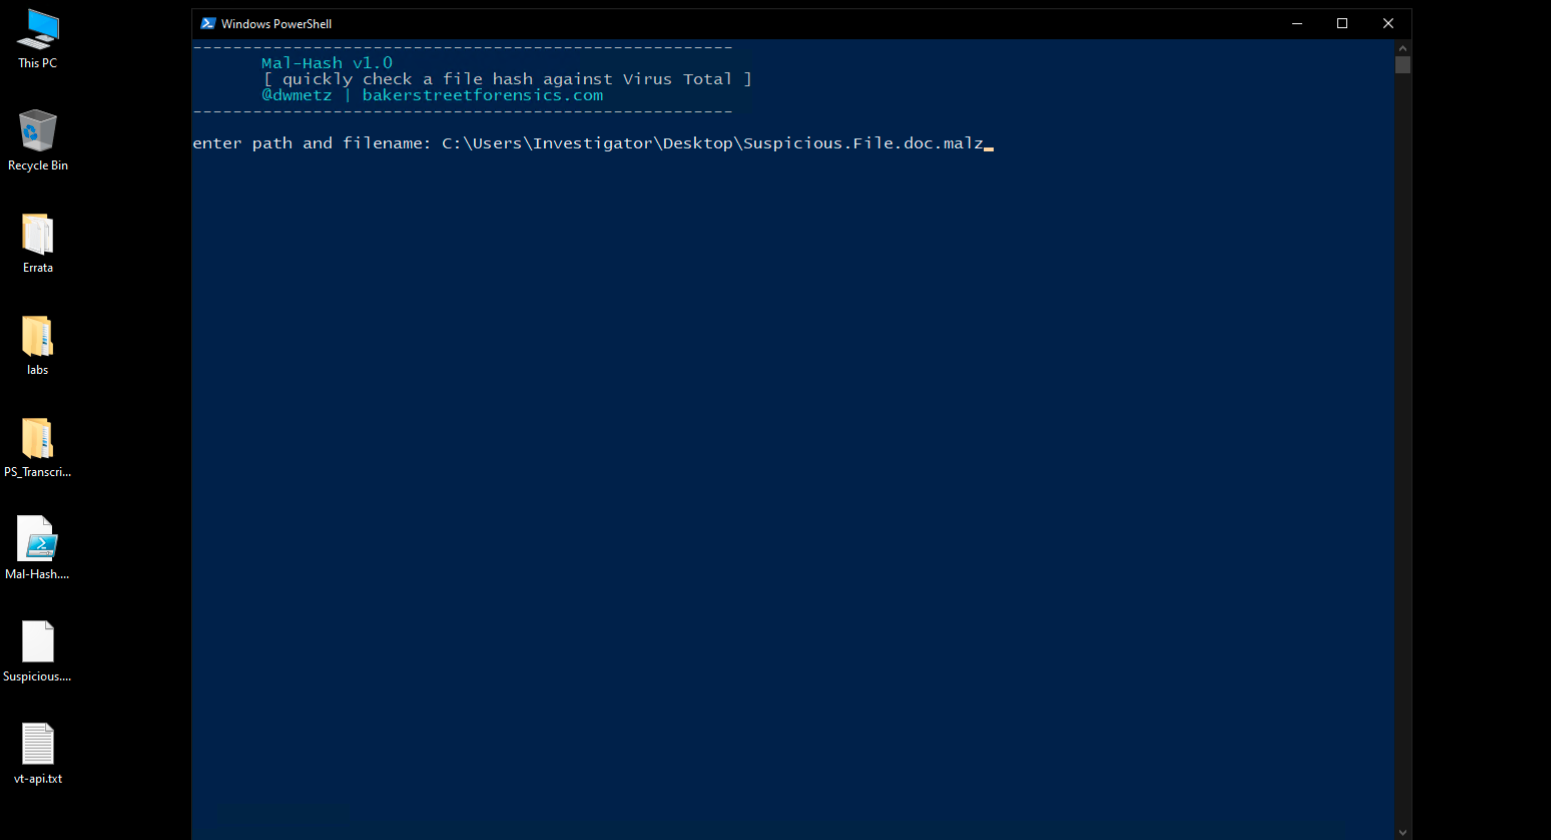 Windows PowerShell
-----------------------------------------------------
Mal-Hash v1.0
[ quickly check a file hash against Virus Total ]
@dwmetz | bakerstreetforensics.com
-----------------------------------------------------
enter path and filename: C:\Users\Investigator\Desktop\Suspicious.File.doc.malz
This PC
Recycle Bin
Errata
labs
PS_Transcri...
Mal-Hash....
Suspicious....
vt-api.txt